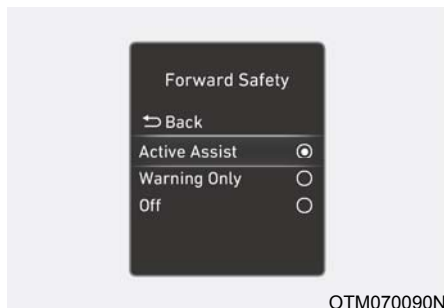 Forward Safety
Back
Active Assist
Warning Only
Off
OTM070090N